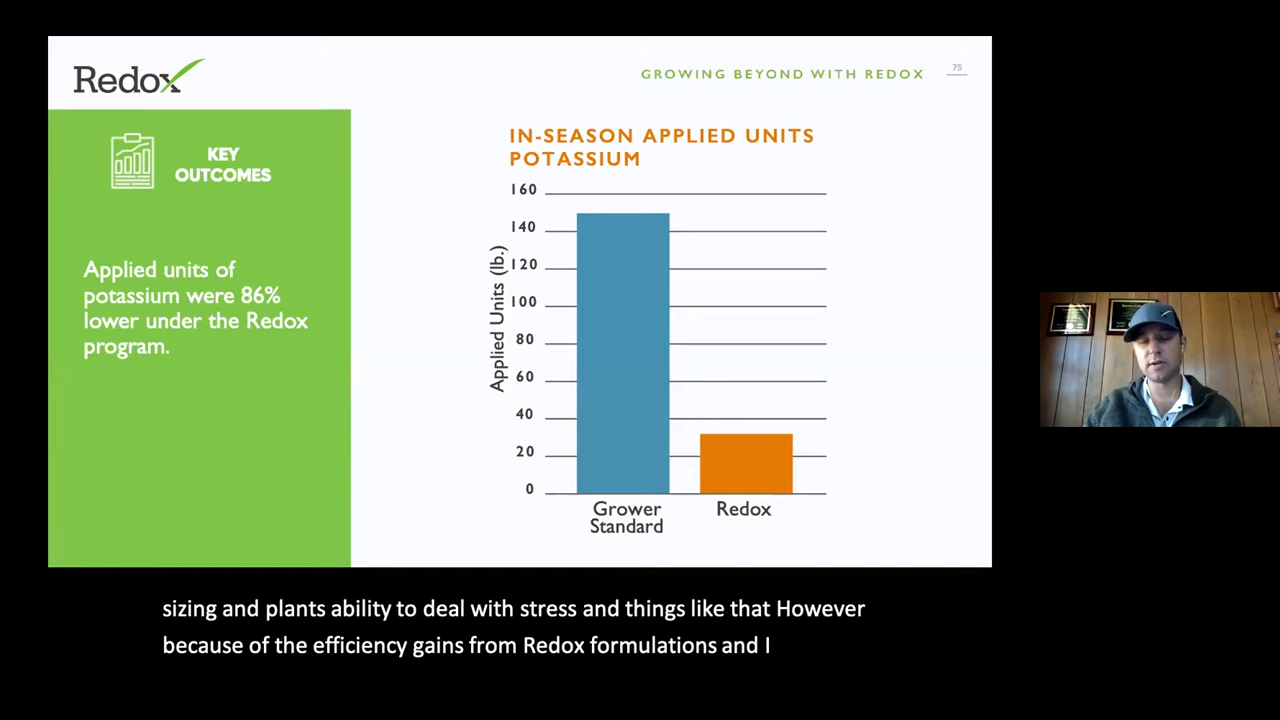 Redox
GROWING BEYOND WITH REDOX
75
KEY
OUTCOMES
Applied units of
potassium were 86%
lower under the Redox
program.
IN-SEASON APPLIED UNITS
POTASSIUM
Applied Units (lb.)
160
140
120
100
80
60
40
20
0
Grower
Standard
Redox
sizing and plants ability to deal with stress and things like that However
because of the efficiency gains from Redox formulations and I